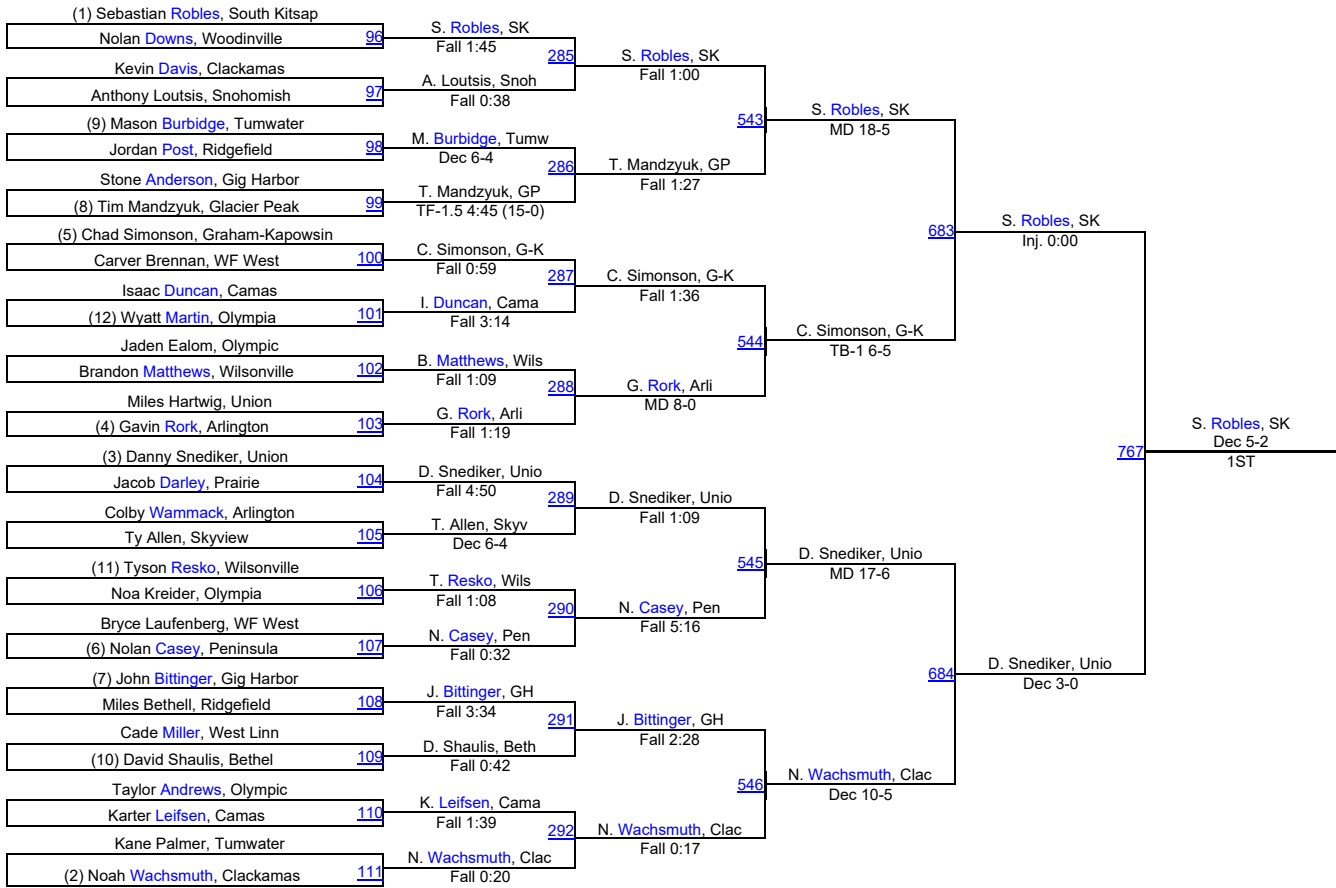 (1) Sebastian Robles, South Kitsap
Nolan Downs, Woodinville
96
Kevin Davis, Clackamas
Anthony Loutsis, Snohomish
97
(9) Mason Burbidge, Tumwater
Jordan Post, Ridgefield
98
Stone Anderson, Gig Harbor
(8) Tim Mandzyuk, Glacier Peak
99
(5) Chad Simonson, Graham-Kapowsin
Carver Brennan, WF West
100
Isaac Duncan, Camas
(12) Wyatt Martin, Olympia
101
Jaden Ealom, Olympic
Brandon Matthews, Wilsonville
102
Miles Hartwig, Union
(4) Gavin Rork, Arlington
103
(3) Danny Snediker, Union
Jacob Darley, Prairie
104
Colby Wammack, Arlington
Ty Allen, Skyview
105
(11) Tyson Resko, Wilsonville
Noa Kreider, Olympia
106
Bryce Laufenberg, WF West
(6) Nolan Casey, Peninsula
107
(7) John Bittinger, Gig Harbor
Miles Bethell, Ridgefield
108
Cade Miller, West Linn
(10) David Shaulis, Bethel
109
Taylor Andrews, Olympic
Karter Leifsen, Camas
110
Kane Palmer, Tumwater
(2) Noah Wachsmuth, Clackamas
111
S. Robles, SK
Fall 1:45
285
A. Loutsis, Snoh
Fall 0:38
M. Burbidge, Tumw
Dec 6-4
286
T. Mandzyuk, GP
TF-1.5 4:45 (15-0)
C. Simonson, G-K
Fall 0:59
287
I. Duncan, Cama
Fall 3:14
B. Matthews, Wils
Fall 1:09
288
G. Rork, Arli
Fall 1:19
D. Snediker, Unio
Fall 4:50
289
T. Allen, Skyv
Dec 6-4
T. Resko, Wils
Fall 1:08
290
N. Casey, Pen
Fall 0:32
J. Bittinger, GH
Fall 3:34
291
D. Shaulis, Beth
Fall 0:42
K. Leifsen, Cama
Fall 1:39
292
N. Wachsmuth, Clac
Fall 0:20
S. Robles, SK
Fall 1:00
543
T. Mandzyuk, GP
Fall 1:27
C. Simonson, G-K
Fall 1:36
544
G. Rork, Arli
MD 8-0
D. Snediker, Unio
Fall 1:09
545
N. Casey, Pen
Fall 5:16
J. Bittinger, GH
Fall 2:28
546
N. Wachsmuth, Clac
Fall 0:17
S. Robles, SK
MD 18-5
683
C. Simonson, G-K
TB-1 6-5
D. Snediker, Unio
MD 17-6
684
N. Wachsmuth, Clac
Dec 10-5
S. Robles, SK
Inj. 0:00
767
D. Snediker, Unio
Dec 3-0
S. Robles, SK
Dec 5-2
1ST